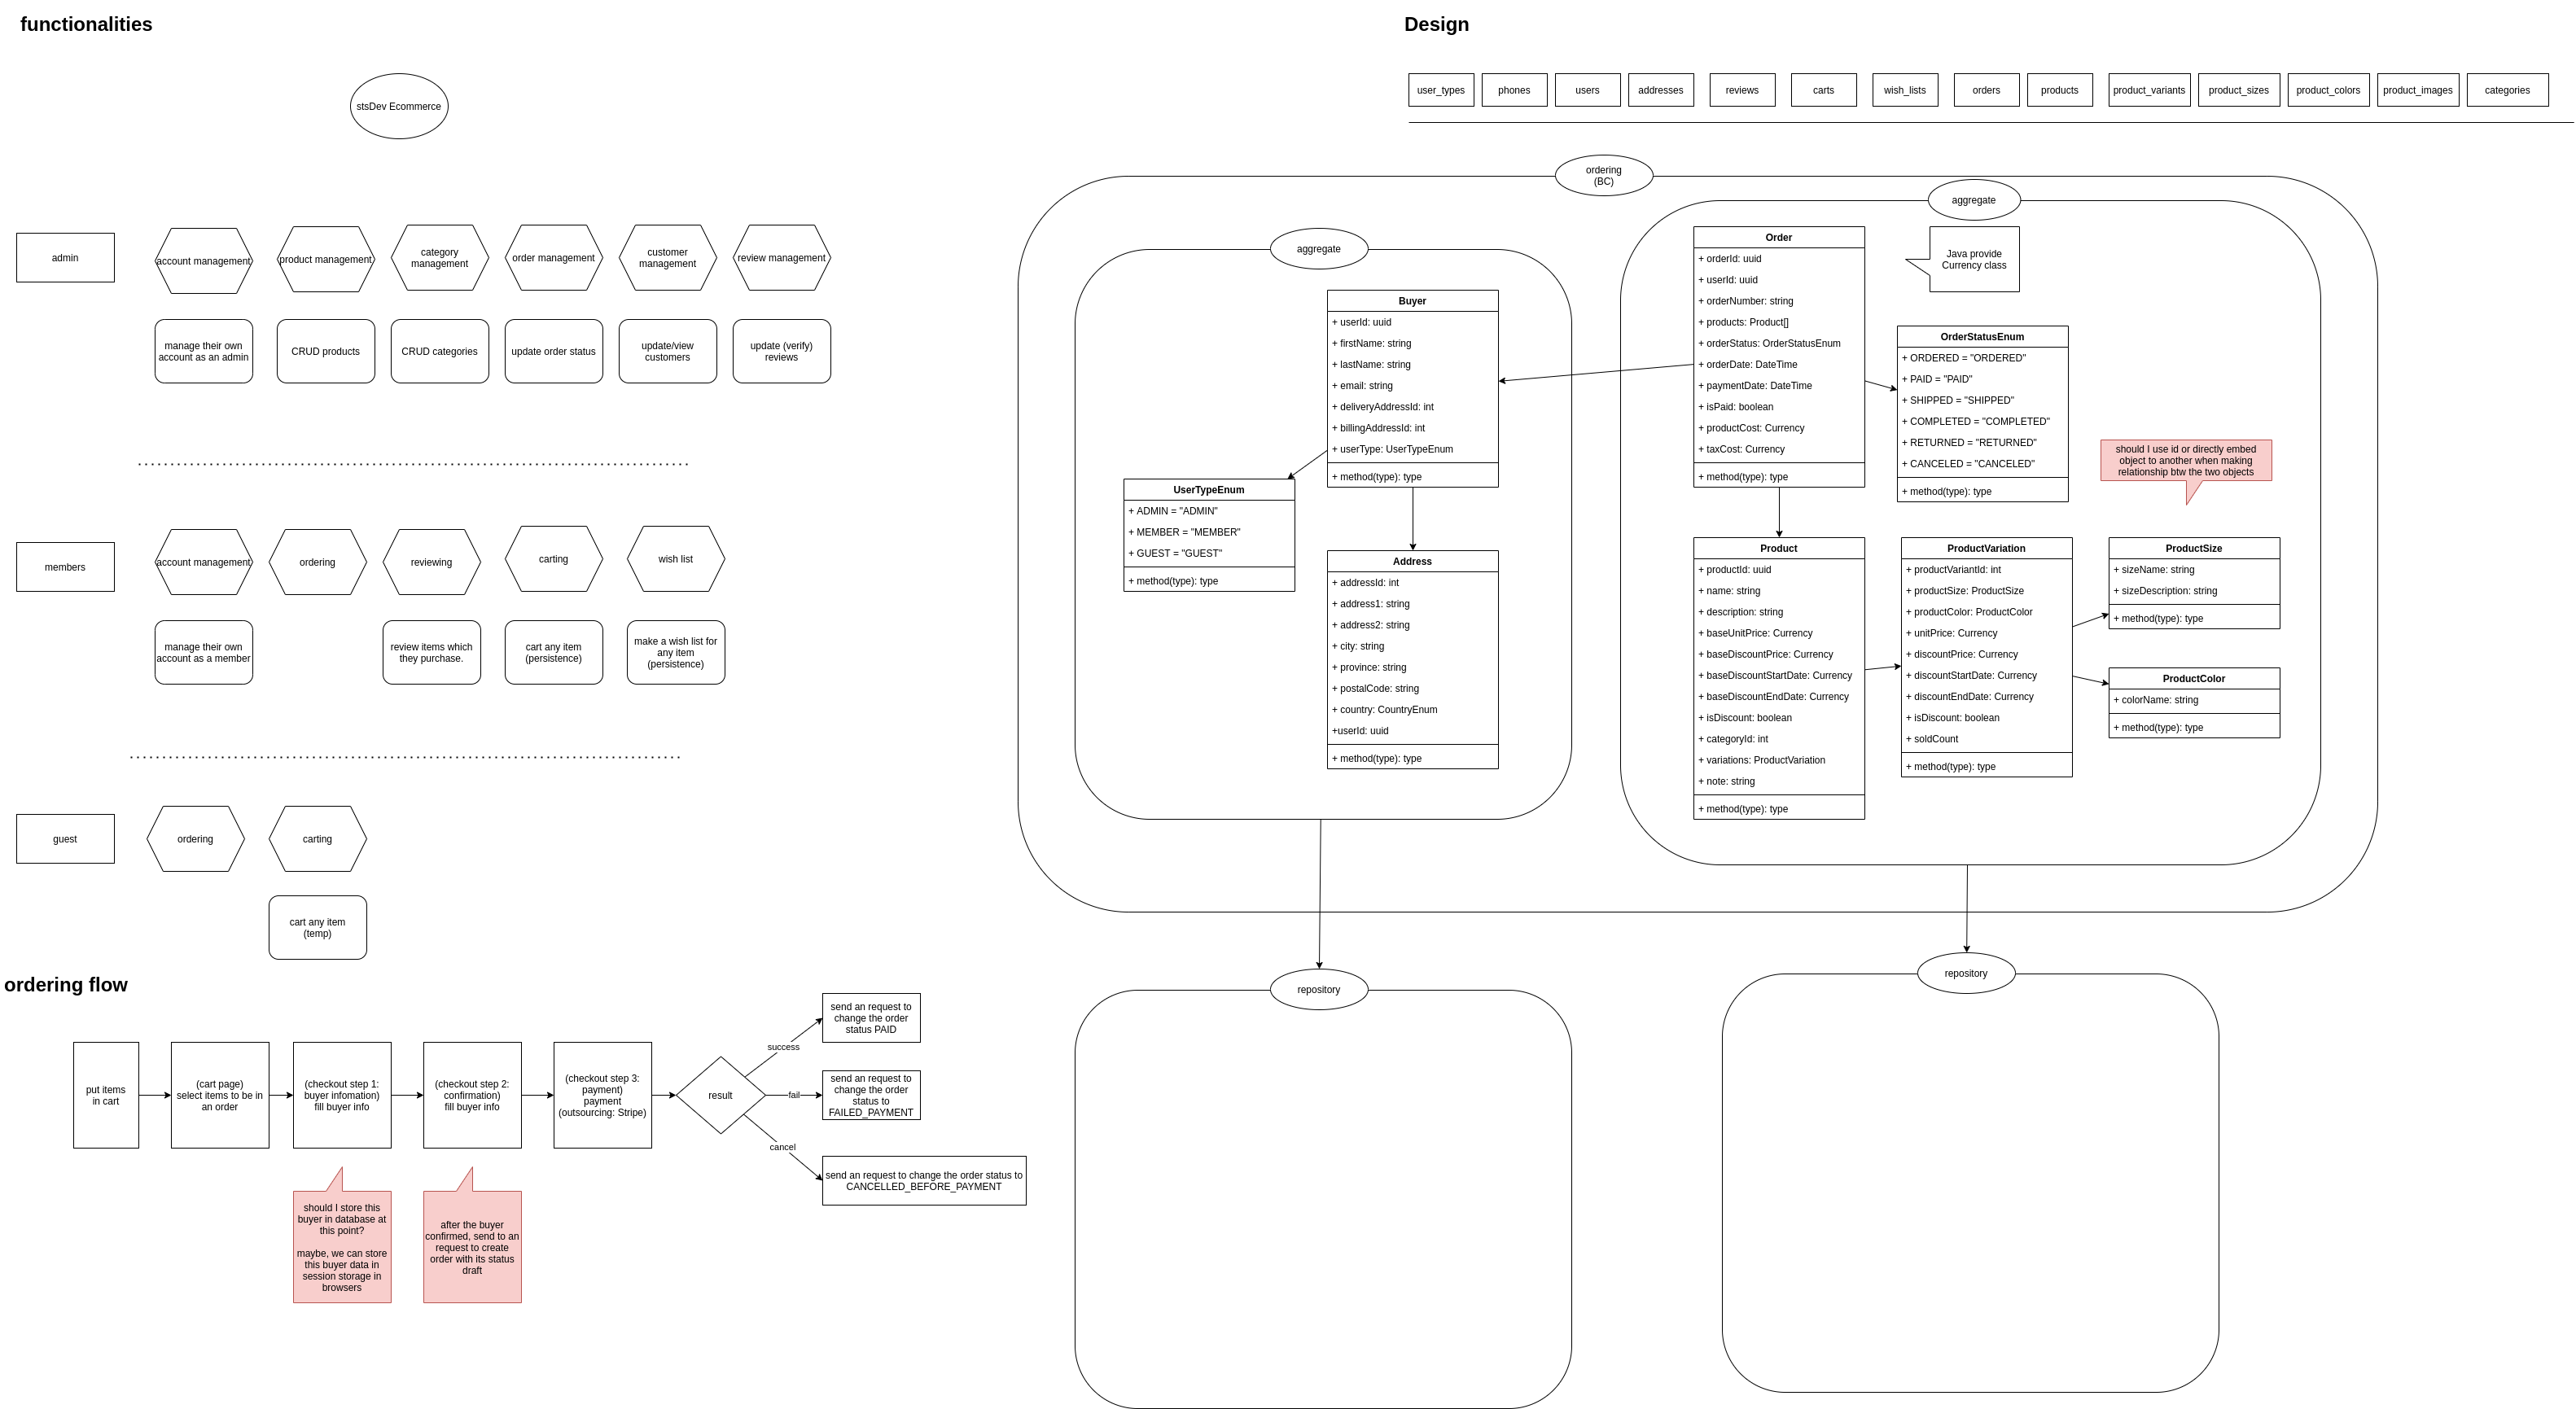 functionalities
stsDev Ecommerce
admin
account management
product management
category
management
order management
customer
management
review management
manage their own
account as an admin
CRUD products
CRUD categories
update order status
update/view
customers
update (verify)
reviews
members
account management
ordering
reviewing
carting
wish list
manage their own
account as a member
review items which
they purchase.
cart any item
(persistence)
make a wish list for
any item
(persistence)
guest
ordering
carting
cart any item
(temp)
ordering flow
put items
in cart
(cart page)
select items to be in
an order
(checkout step 1:
buyer infomation)
fill buyer info
(checkout step 2:
confirmation)
fill buyer info
(checkout step 3:
payment)
payment
(outsourcing: Stripe)
result
success
fail
cancel
send an request to
change the order
status PAID
send an request to
change the order
status to
FAILED_PAYMENT
send an request to change the order status to
CANCELLED_BEFORE_PAYMENT
should I store this
buyer in database at
this point?
maybe, we can store
this buyer data in
session storage in
browsers
after the buyer
confirmed, send to an
request to create
order with its status
draft
Design
user_types
phones
users
addresses
reviews
carts
wish_lists
orders
products
product_variants
product_sizes
product_colors
product_images
categories
ordering
(BC)
aggregate
Buyer
+ userId: uuid
+ firstName: string
+ lastName: string
+ email: string
+ deliveryAddressId: int
+ billingAddressId: int
+ userType: UserTypeEnum
+ method(type): type
UserTypeEnum
+ ADMIN = "ADMIN"
+ MEMBER = "MEMBER"
+ GUEST = "GUEST"
+ method(type): type
Address
+ addressId: int
+ address1: string
+ address2: string
+ city: string
+ province: string
+ postalCode: string
+ country: CountryEnum
+userId: uuid
+ method(type): type
aggregate
Order
+ orderId: uuid
+ userId: uuid
+ orderNumber: string
+ products: Product[]
+ orderStatus: OrderStatusEnum
+ orderDate: DateTime
+ paymentDate: DateTime
+ isPaid: boolean
+ productCost: Currency
+ taxCost: Currency
+ method(type): type
Java provide
Currency class
OrderStatusEnum
+ ORDERED = "ORDERED"
+ PAID = "PAID"
+ SHIPPED = "SHIPPED"
+ COMPLETED = "COMPLETED"
+ RETURNED = "RETURNED"
+ CANCELED = "CANCELED"
+ method(type): type
should I use id or directly embed
object to another when making
relationship btw the two objects
Product
+ productId: uuid
+ name: string
+ description: string
+ baseUnitPrice: Currency
+ baseDiscountPrice: Currency
+ baseDiscountStartDate: Currency
+ baseDiscountEndDate: Currency
+ isDiscount: boolean
+ categoryId: int
+ variations: ProductVariation
+ note: string
+ method(type): type
ProductVariation
+ productVariantId: int
+ productSize: ProductSize
+ productColor: ProductColor
+ unitPrice: Currency
+ discountPrice: Currency
+ discountStartDate: Currency
+ discountEndDate: Currency
+ isDiscount: boolean
+ soldCount
+ method(type): type
ProductSize
+ sizeName: string
+ sizeDescription: string
+ method(type): type
ProductColor
+ colorName: string
+ method(type): type
repository
repository